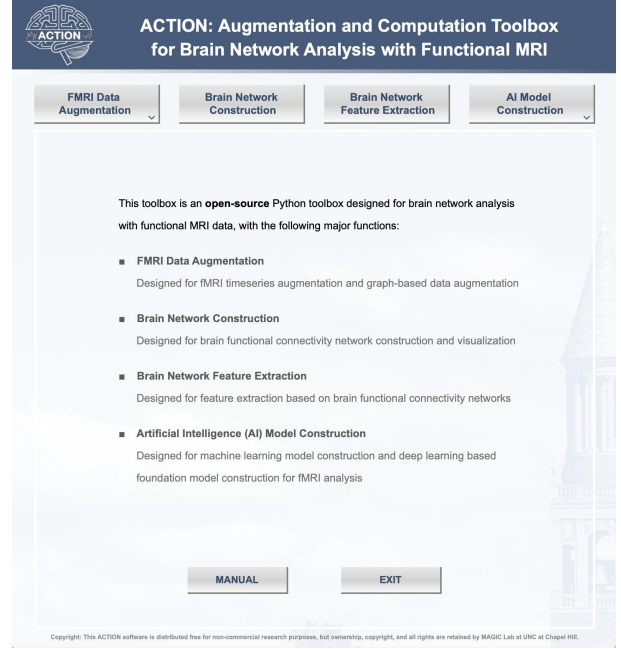 ACTION
ACTION: Augmentation and Computation Toolbox
for Brain Network Analysis with Functional MRI
FMRI Data
Augmentation
Brain Network
Construction
Brain Network
Feature Extraction
AI Model
Construction
This toolbox is an open-source Python toolbox designed for brain network analysis
with functional MRI data, with the following major functions:
■ FMRI Data Augmentation
Designed for fMRI timeseries augmentation and graph-based data augmentation
■ Brain Network Construction
Designed for brain functional connectivity network construction and visualization
■ Brain Network Feature Extraction
Designed for feature extraction based on brain functional connectivity networks
■ Artificial Intelligence (AI) Model Construction
Designed for machine learning model construction and deep learning based
foundation model construction for fMRI analysis
MANUAL
EXIT
Copyright: This ACTION software is distributed free for non-commercial research purposes, but ownership, copyright, and all rights are retained by MAGIC Lab at UNC at Chapel Hill.